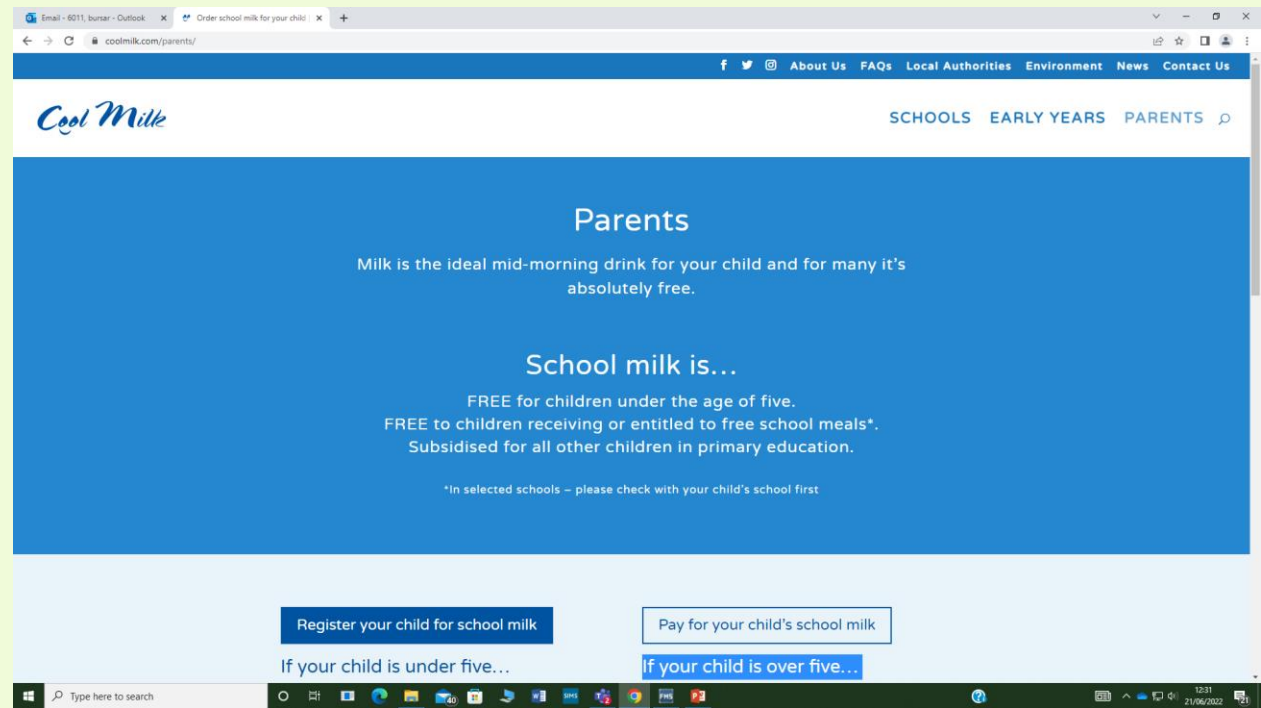 Email - 6011, bursar - Outlook
Order school milk for your child |
coolmilk.com/parents/
About Us FAQs Local Authorities Environment News Contact Us
Cool Milk
SCHOOLS EARLY YEARS PARENTS
Parents
Milk is the ideal mid-morning drink for your child and for many it's
absolutely free.
School milk is...
FREE for children under the age of five.
FREE to children receiving or entitled to free school meals*.
Subsidised for all other children in primary education.
*In selected schools – please check with your child's school first
Register your child for school milk
Pay for your child's school milk
If your child is under five...
If your child is over five...
Type here to search
40
SIMS
FMS
12:31
21/06/2022
21